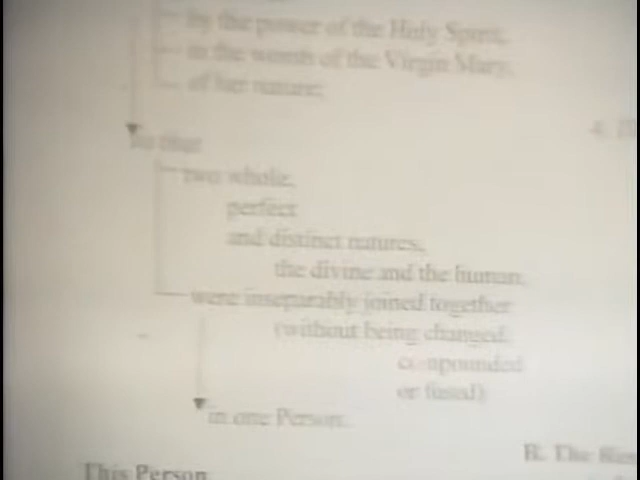 by the power of the Holy Spirit,
in the womb of the Virgin Mary,
of her nature;
So that
two whole,
perfect
and distinct natures,
the divine and the human,
were inseparably joined together
(without being changed,
compounded
or fused)
in one Person.
B. The
This Person